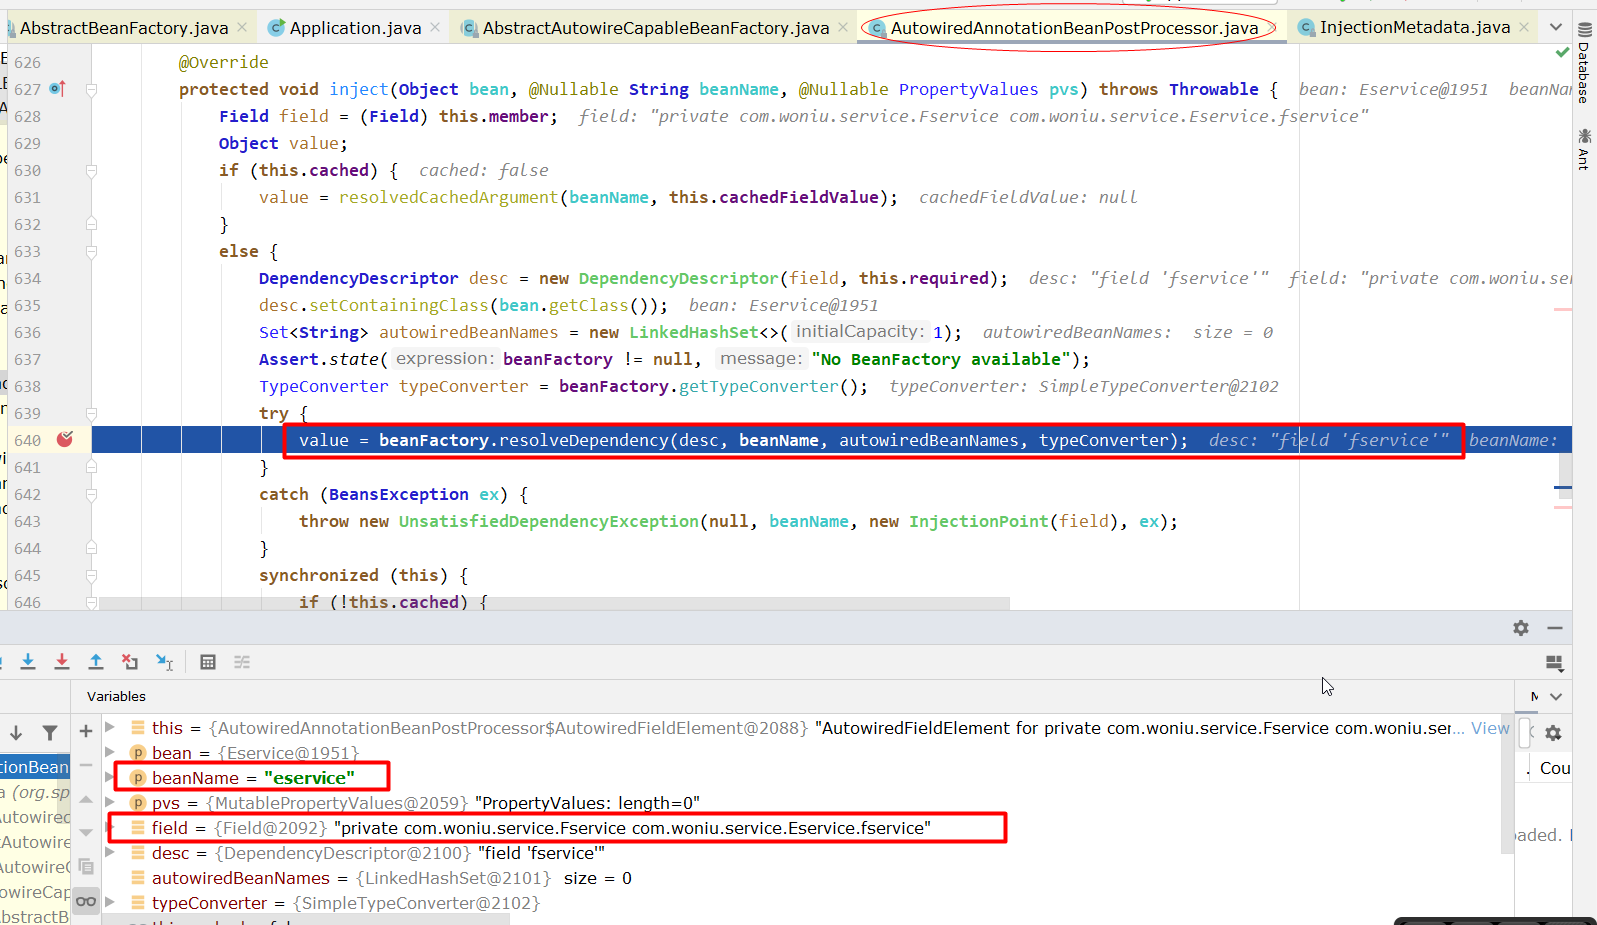 AbstractBeanFactory.java Application.java AbstractAutowireCapableBeanFactory.java AutowiredAnnotationBeanPostProcessor.java InjectionMetadata.java
Database
Ant
626 @Override
627 protected void inject(Object bean, @Nullable String beanName, @Nullable PropertyValues pvs) throws Throwable { bean: Eservice@1951
628 Field field = (Field) this.member; field: "private com.woniu.service.Fservice com.woniu.service.Eservice.fservice"
629 Object value;
630 if (this.cached) { cached: false
631 value = resolvedCachedArgument(beanName, this.cachedFieldValue); cachedFieldValue: null
632 }
633 else {
634 DependencyDescriptor desc = new DependencyDescriptor(field, this.required); desc: "field 'fservice'" field: "private com.woniu.se
635 desc.setContainingClass(bean.getClass()); bean: Eservice@1951
636 Set<String> autowiredBeanNames = new LinkedHashSet<>( initialCapacity: 1); autowiredBeanNames: size = 0
637 Assert.state( expression: beanFactory != null, message: "No BeanFactory available");
638 TypeConverter typeConverter = beanFactory.getTypeConverter(); typeConverter: SimpleTypeConverter@2102
639 try {
640 value = beanFactory.resolveDependency(desc, beanName, autowiredBeanNames, typeConverter); desc: "field 'fservice'" beanName:
641 }
642 catch (BeansException ex) {
643 throw new UnsatisfiedDependencyException(null, beanName, new InjectionPoint(field), ex);
644 }
645 synchronized (this) {
646 if (!this.cached) {
Variables
this = {AutowiredAnnotationBeanPostProcessor$AutowiredFieldElement@2088} "AutowiredFieldElement for private com.woniu.service.Fservice com.woniu.ser... View
bean = {Eservice@1951}
beanName = "eservice"
pvs = {MutablePropertyValues@2059} "PropertyValues: length=0"
field = {Field@2092} "private com.woniu.service.Fservice com.woniu.service.Eservice.fservice"
desc = {DependencyDescriptor@2100} "field 'fservice'"
autowiredBeanNames = {LinkedHashSet@2101} size = 0
typeConverter = {SimpleTypeConverter@2102}
tionBean
a (org.sp
Autowired
tAutowire
AutowireC
owireCap
AbstractB
Cou
oaded.